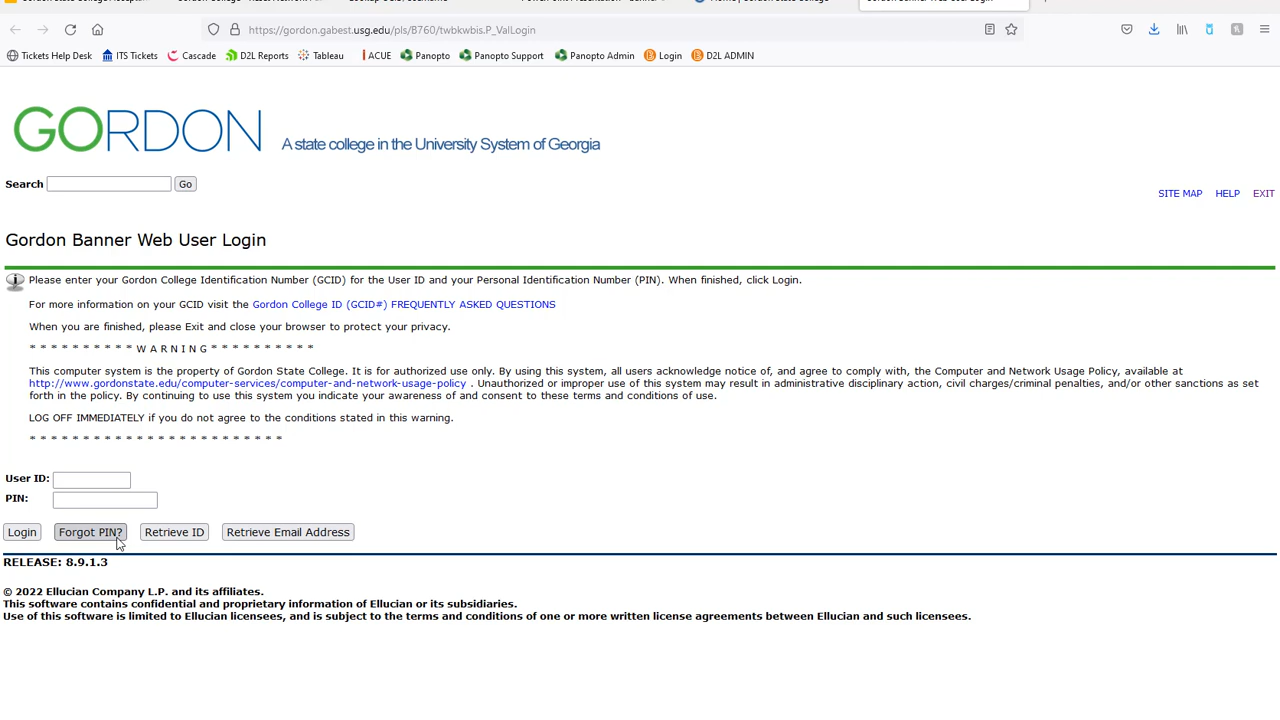 https://gordon.gabest.usg.edu/pls/B760/twbkwbis.P_ValLogin
Tickets Help Desk ITS Tickets Cascade D2L Reports Tableau ACUE Panopto Panopto Support Panopto Admin Login D2L ADMIN
GORDON A state college in the University System of Georgia
Search Go
SITE MAP HELP EXIT
Gordon Banner Web User Login
Please enter your Gordon College Identification Number (GCID) for the User ID and your Personal Identification Number (PIN). When finished, click Login.
For more information on your GCID visit the Gordon College ID (GCID#) FREQUENTLY ASKED QUESTIONS
When you are finished, please Exit and close your browser to protect your privacy.
* * * * * * * * * * W A R N I N G * * * * * * * * * *
This computer system is the property of Gordon State College. It is for authorized use only. By using this system, all users acknowledge notice of, and agree to comply with, the Computer and Network Usage Policy, available at
http://www.gordonstate.edu/computer-services/computer-and-network-usage-policy . Unauthorized or improper use of this system may result in administrative disciplinary action, civil charges/criminal penalties, and/or other sanctions as set
forth in the policy. By continuing to use this system you indicate your awareness of and consent to these terms and conditions of use.
LOG OFF IMMEDIATELY if you do not agree to the conditions stated in this warning.
* * * * * * * * * * * * * * * * * * * * * * * *
User ID:
PIN:
Login Forgot PIN? Retrieve ID Retrieve Email Address
RELEASE: 8.9.1.3
© 2022 Ellucian Company L.P. and its affiliates.
This software contains confidential and proprietary information of Ellucian or its subsidiaries.
Use of this software is limited to Ellucian licensees, and is subject to the terms and conditions of one or more written license agreements between Ellucian and such licensees.